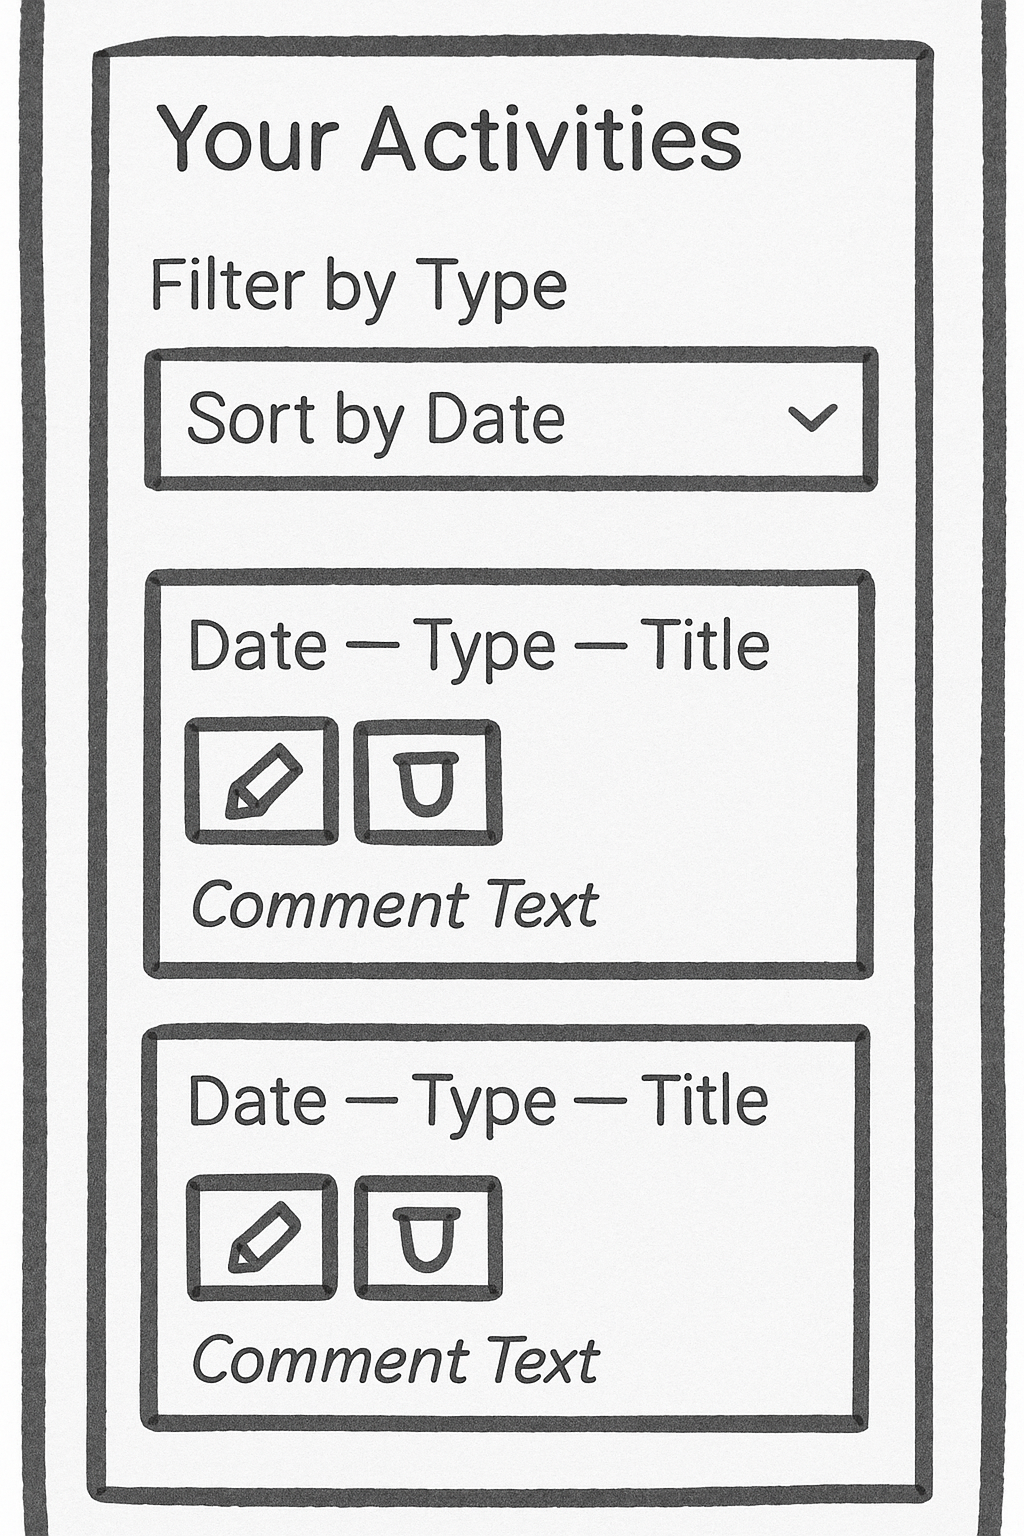 Your Activities
Filter by Type
Sort by Date
Date — Type — Title
Comment Text
Date — Type — Title
Comment Text